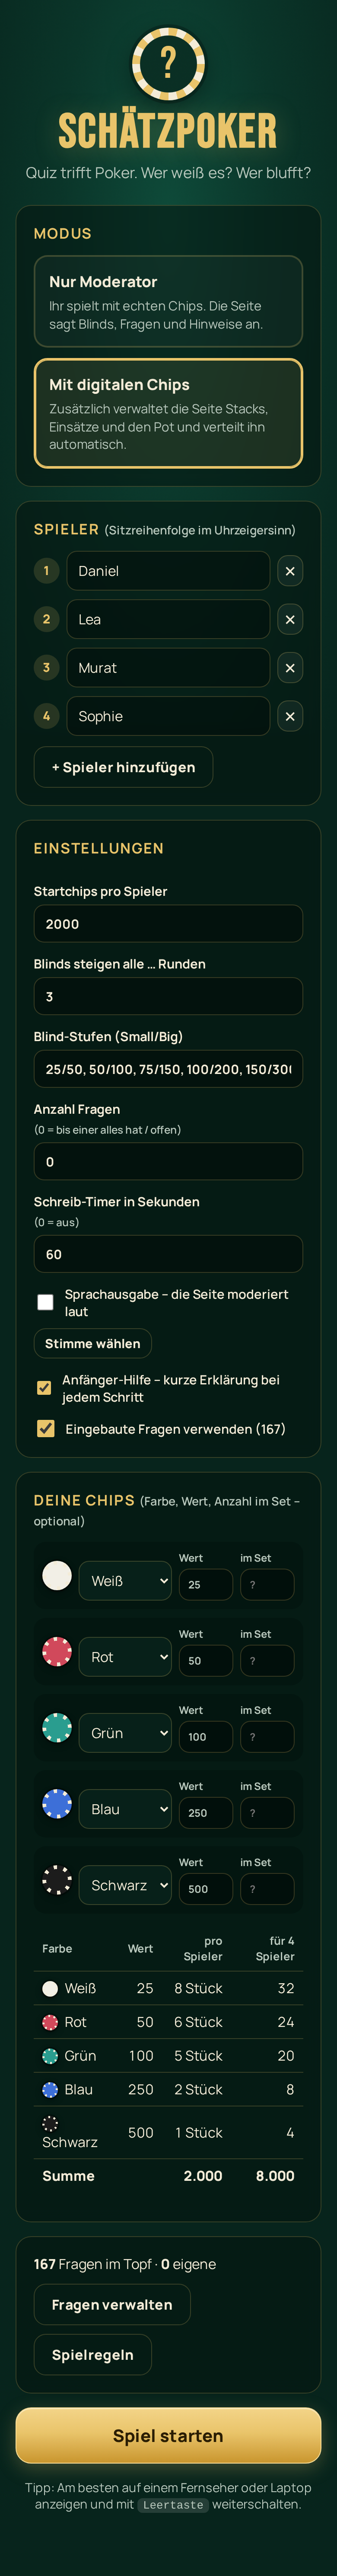 ?
SCHÄTZPOKER
Quiz trifft Poker. Wer weiß es? Wer blufft?
MODUS
Nur Moderator
Ihr spielt mit echten Chips. Die Seite
sagt Blinds, Fragen und Hinweise an.
Mit digitalen Chips
Zusätzlich verwaltet die Seite Stacks,
Einsätze und den Pot und verteilt ihn
automatisch.
SPIELER (Sitzreihenfolge im Uhrzeigersinn)
1 Daniel ✕
2 Lea ✕
3 Murat ✕
4 Sophie ✕
+ Spieler hinzufügen
EINSTELLUNGEN
Startchips pro Spieler
2000
Blinds steigen alle … Runden
3
Blind-Stufen (Small/Big)
25/50, 50/100, 75/150, 100/200, 150/300
Anzahl Fragen
(0 = bis einer alles hat / offen)
0
Schreib-Timer in Sekunden
(0 = aus)
60
Sprachausgabe – die Seite moderiert
laut
Stimme wählen
Anfänger-Hilfe – kurze Erklärung bei
jedem Schritt
Eingebaute Fragen verwenden (167)
DEINE CHIPS (Farbe, Wert, Anzahl im Set –
optional)
Wert im Set
Weiß 25 ?
Wert im Set
Rot 50 ?
Wert im Set
Grün 100 ?
Wert im Set
Blau 250 ?
Wert im Set
Schwarz 500 ?
Farbe Wert pro Spieler für 4 Spieler
Weiß 25 8 Stück 32
Rot 50 6 Stück 24
Grün 100 5 Stück 20
Blau 250 2 Stück 8
Schwarz 500 1 Stück 4
Summe 2.000 8.000
167 Fragen im Topf · 0 eigene
Fragen verwalten
Spielregeln
Spiel starten
Tipp: Am besten auf einem Fernseher oder Laptop
anzeigen und mit Leertaste weiterschalten.